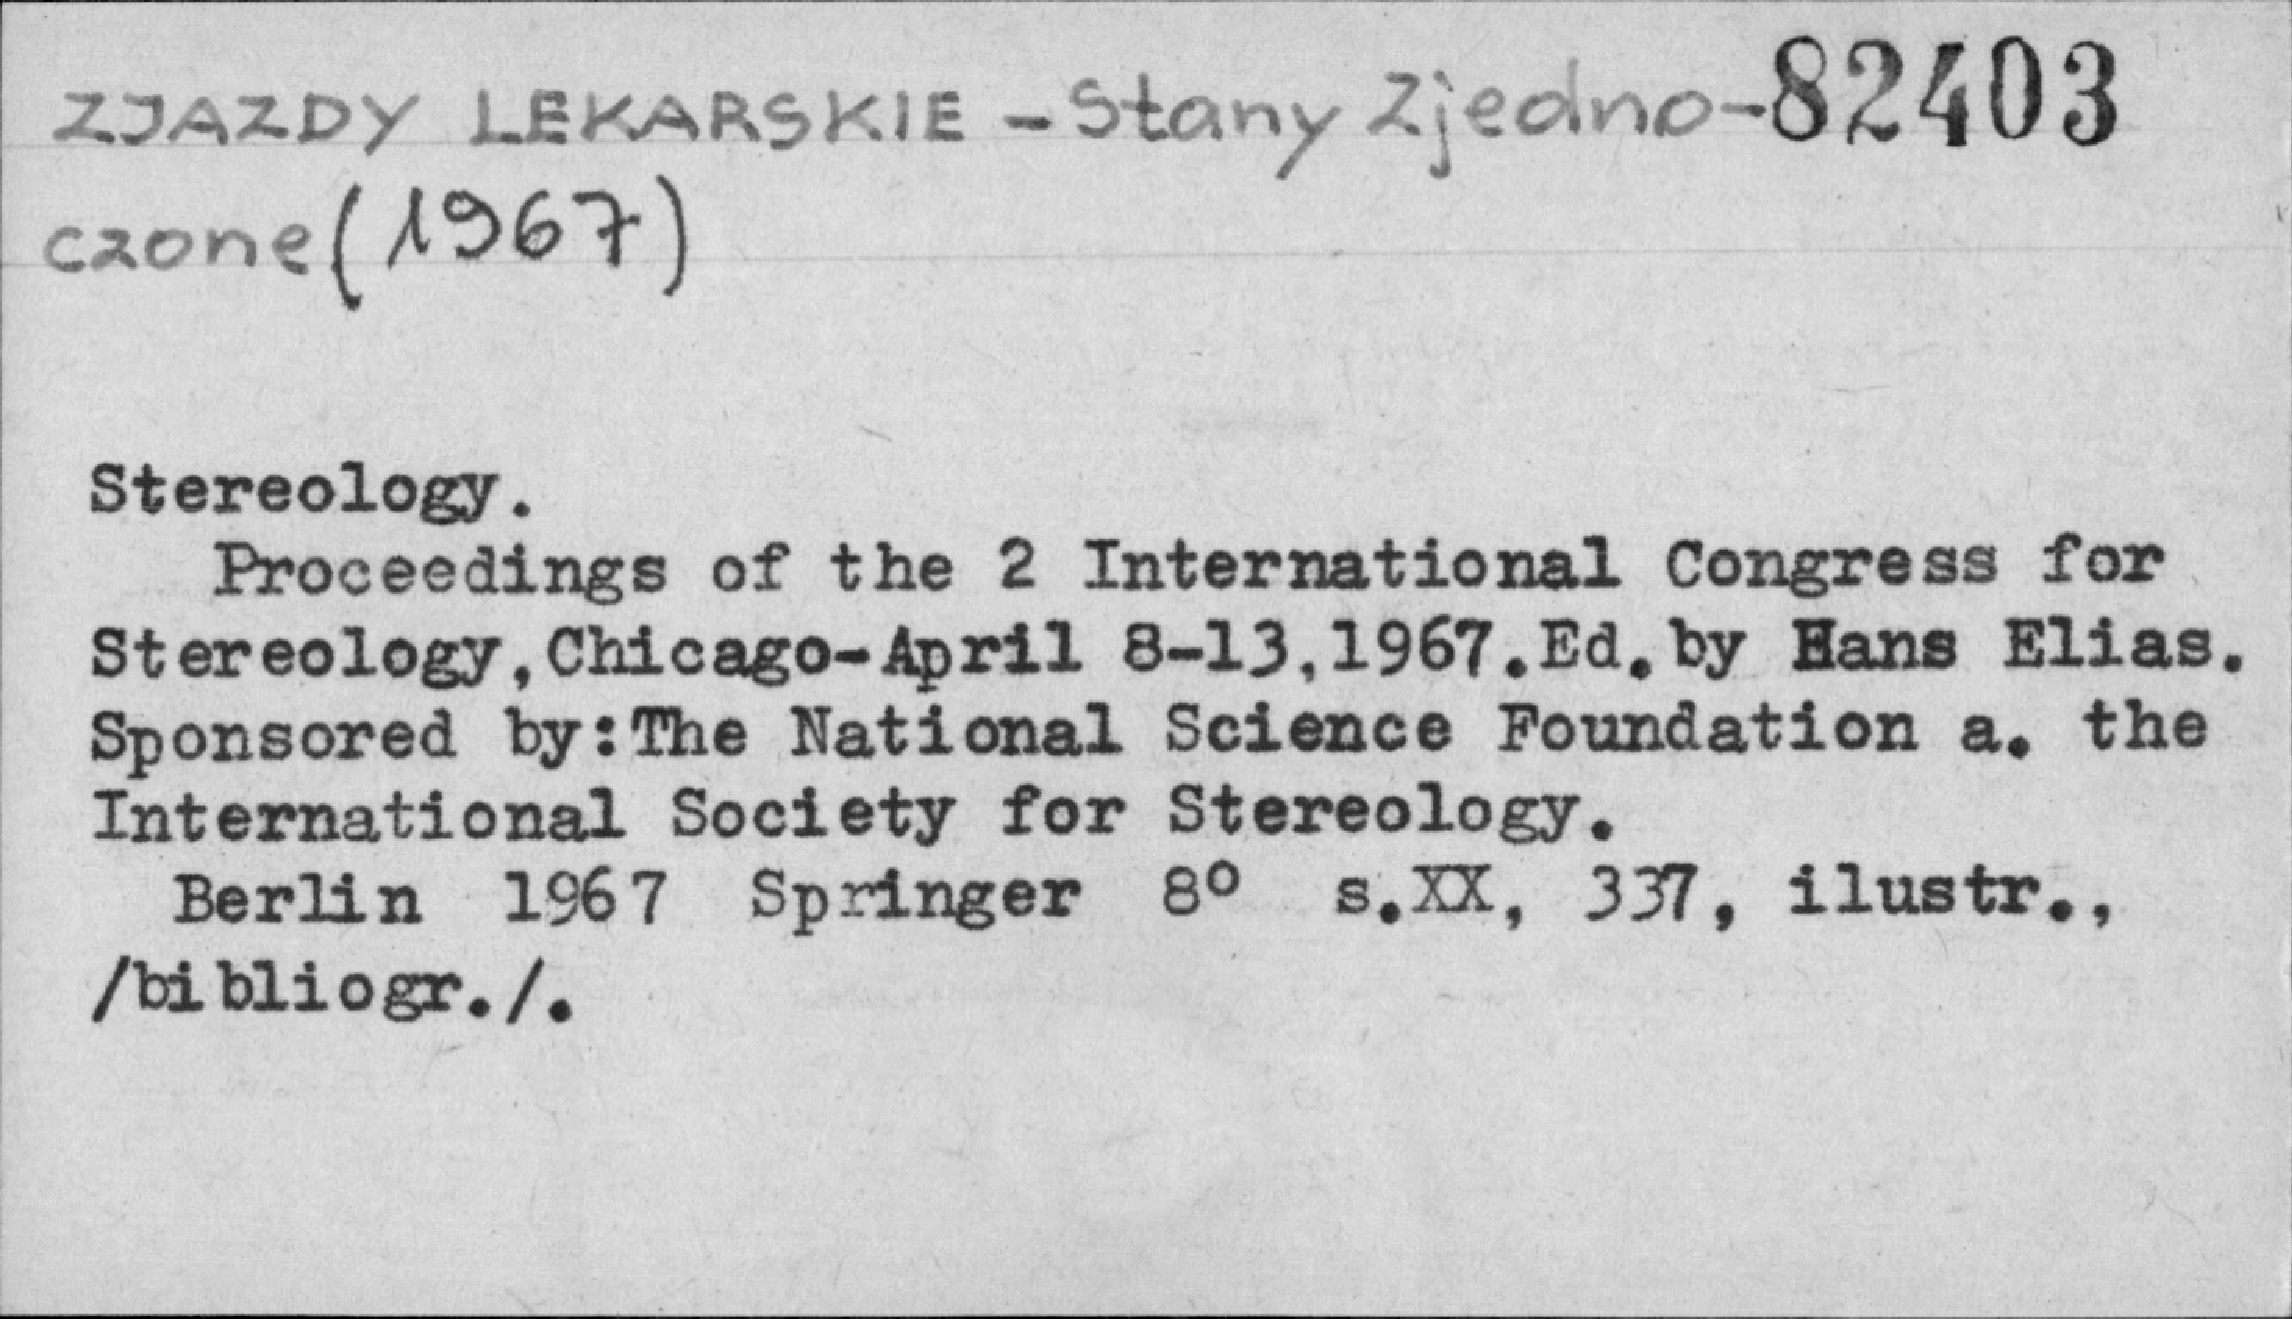 ZJAZDY LEKARSKIE - Stany Zjedno- 82403
czone (1967)
Stereology.
Proceedings of the 2 International Congress for
Stereology,Chicago-April 8-13,1967.Ed.by Hans Elias.
Sponsored by:The National Science Foundation a. the
International Society for Stereology.
Berlin 1967 Springer 8° s.XX, 337, ilustr.,
/bibliogr./.